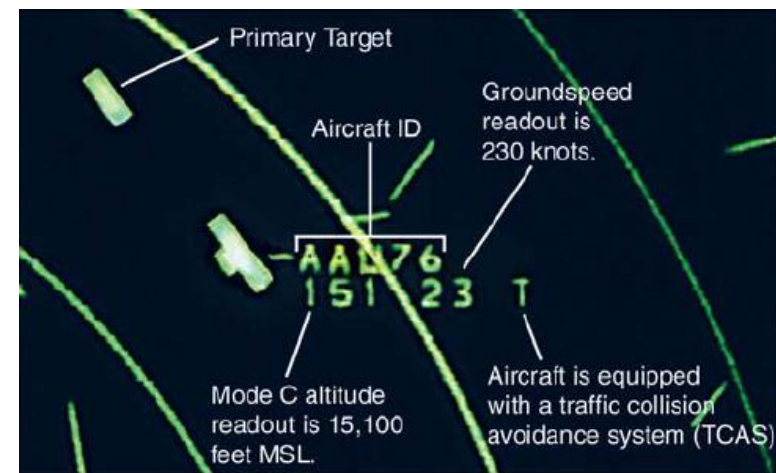 Primary Target
Groundspeed
readout is
230 knots.
Aircraft ID
AAL76
151 23 T
Mode C altitude
readout is 15,100
feet MSL.
Aircraft is equipped
with a traffic collision
avoidance system (TCAS)